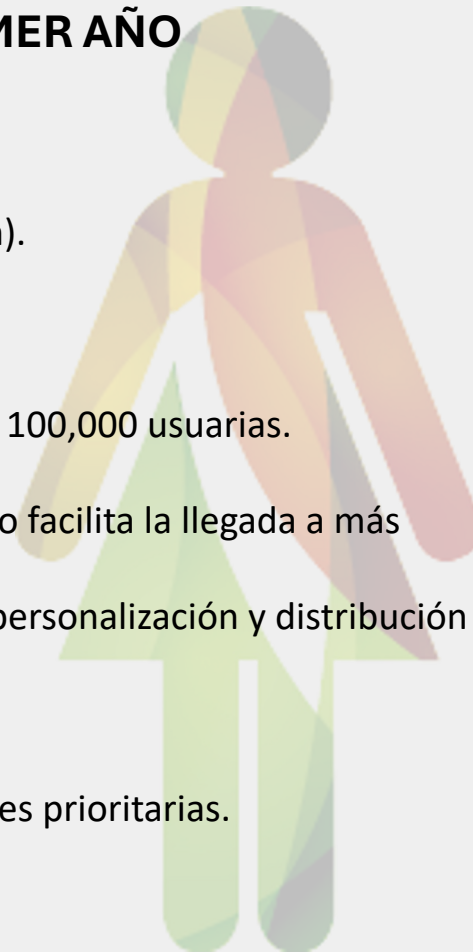 MER AÑO
).
100,000 usuarias.
o facilita la llegada a más
personalización y distribución
es prioritarias.